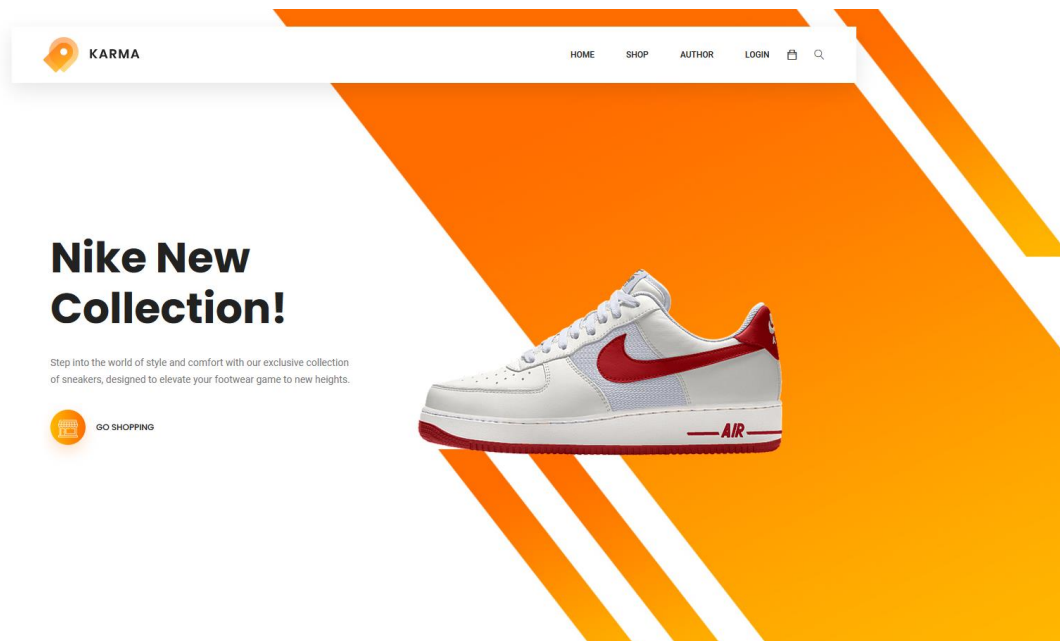 KARMA
HOME SHOP AUTHOR LOGIN
Nike New
Collection!
Step into the world of style and comfort with our exclusive collection
of sneakers, designed to elevate your footwear game to new heights.
GO SHOPPING
AIR